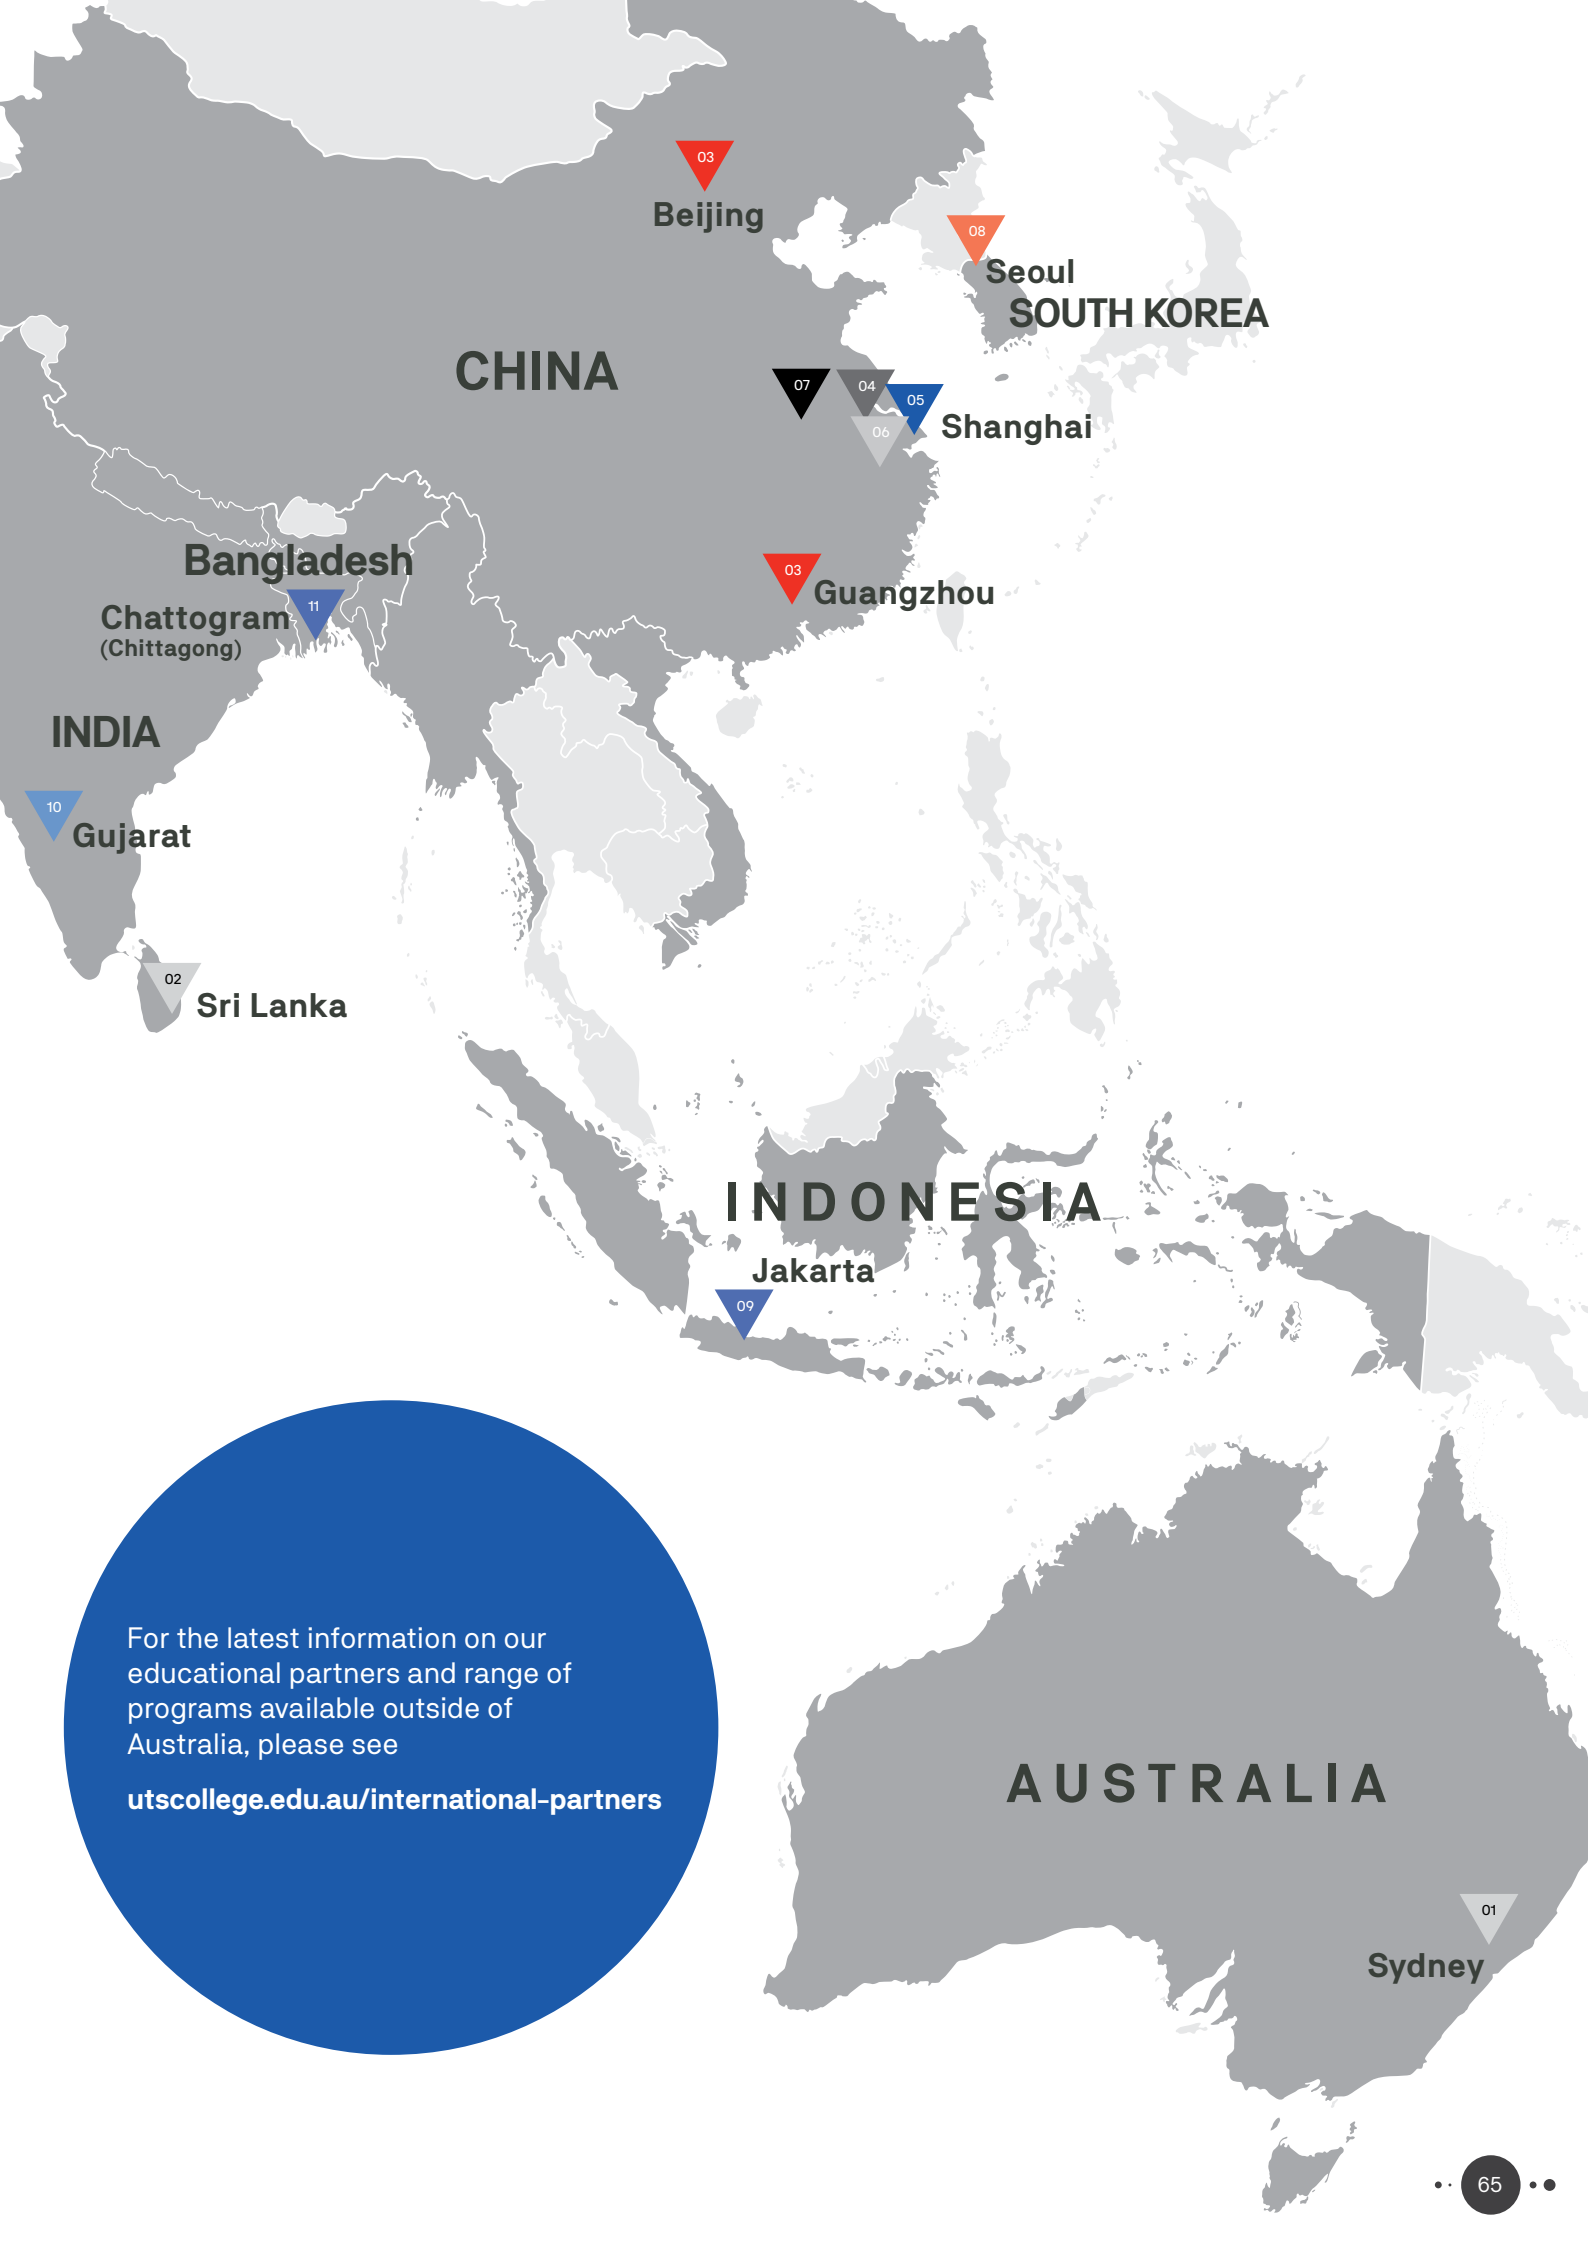 03
Beijing
08
Seoul
SOUTH KOREA
CHINA
07
04
05
06
Shanghai
Bangladesh
03
Guangzhou
11
Chattogram
(Chittagong)
INDIA
10
Gujarat
02
Sri Lanka
INDONESIA
Jakarta
09
For the latest information on our
educational partners and range of
programs available outside of
Australia, please see
utscollege.edu.au/international-partners
AUSTRALIA
01
Sydney
65